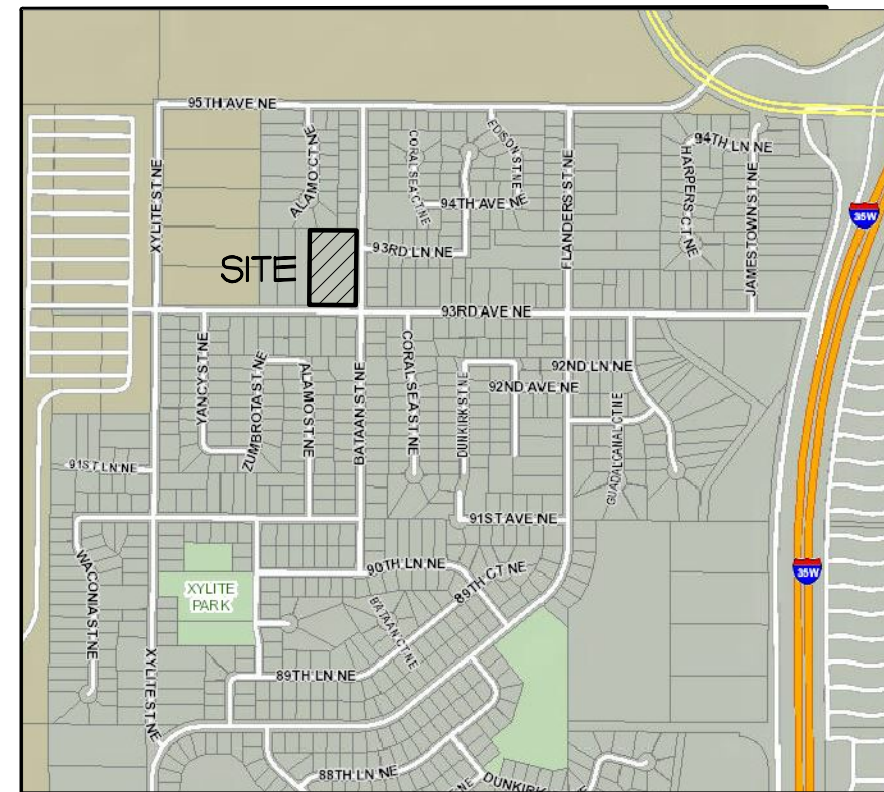 95TH AVE NE
XYLITE ST NE
ALAMO CT NE
CORAL SEA CT NE
EDISON ST NE
94TH AVE NE
FLANDERS ST NE
94TH LN NE
HARPERS CT NE
JAMESTOWN ST NE
35W
SITE
93RD LN NE
93RD AVE NE
YANCY ST NE
ZUMBROTA ST NE
ALAMO ST NE
BATAAN ST NE
CORAL SEA ST NE
DUNKIRK ST NE
92ND LN NE
92ND AVE NE
GUADALCANAL CT NE
91ST LN NE
91ST AVE NE
WACONIA ST NE
XYLITE
PARK
90TH LN NE
89TH CT NE
BATAAN CT NE
35W
XYLITE ST NE
89TH LN NE
88TH LN NE